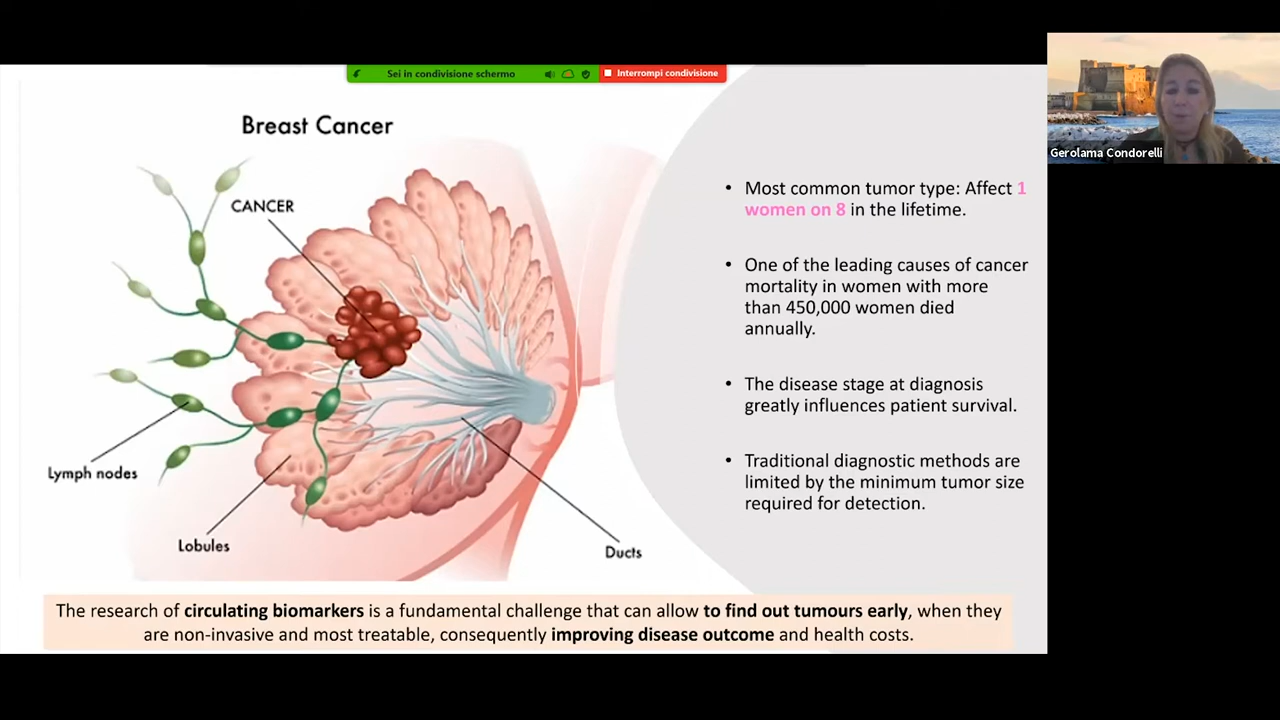 Sei in condivisione schermo
Interrompi condivisione
Gerolama Condorelli
Breast Cancer
CANCER
Lymph nodes
Lobules
Ducts
• Most common tumor type: Affect 1
women on 8 in the lifetime.
• One of the leading causes of cancer
mortality in women with more
than 450,000 women died
annually.
• The disease stage at diagnosis
greatly influences patient survival.
• Traditional diagnostic methods are
limited by the minimum tumor size
required for detection.
The research of circulating biomarkers is a fundamental challenge that can allow to find out tumours early, when they
are non-invasive and most treatable, consequently improving disease outcome and health costs.